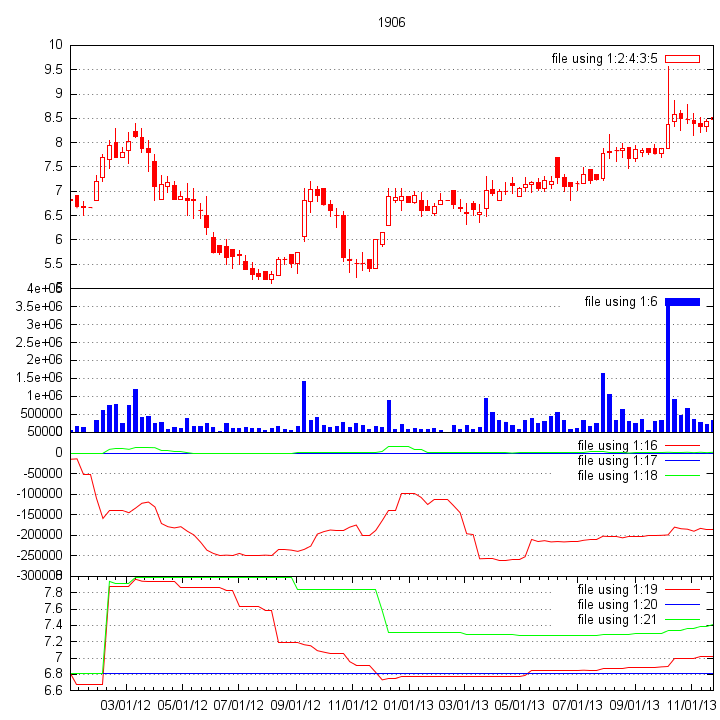 1906
10
file using 1:2:4:3:5
9.5
9
8.5
8
7.5
7
6.5
6
5.5
5
4e+06
file using 1:6
3.5e+06
3e+06
2.5e+06
2e+06
1.5e+06
1e+06
500000
0
50000
file using 1:16
0
file using 1:17
file using 1:18
-50000
-100000
-150000
-200000
-250000
-300000
8
file using 1:19
7.8
file using 1:20
7.6
file using 1:21
7.4
7.2
7
6.8
6.6
03/01/12 05/01/12 07/01/12 09/01/12 11/01/12 01/01/13 03/01/13 05/01/13 07/01/13 09/01/13 11/01/13